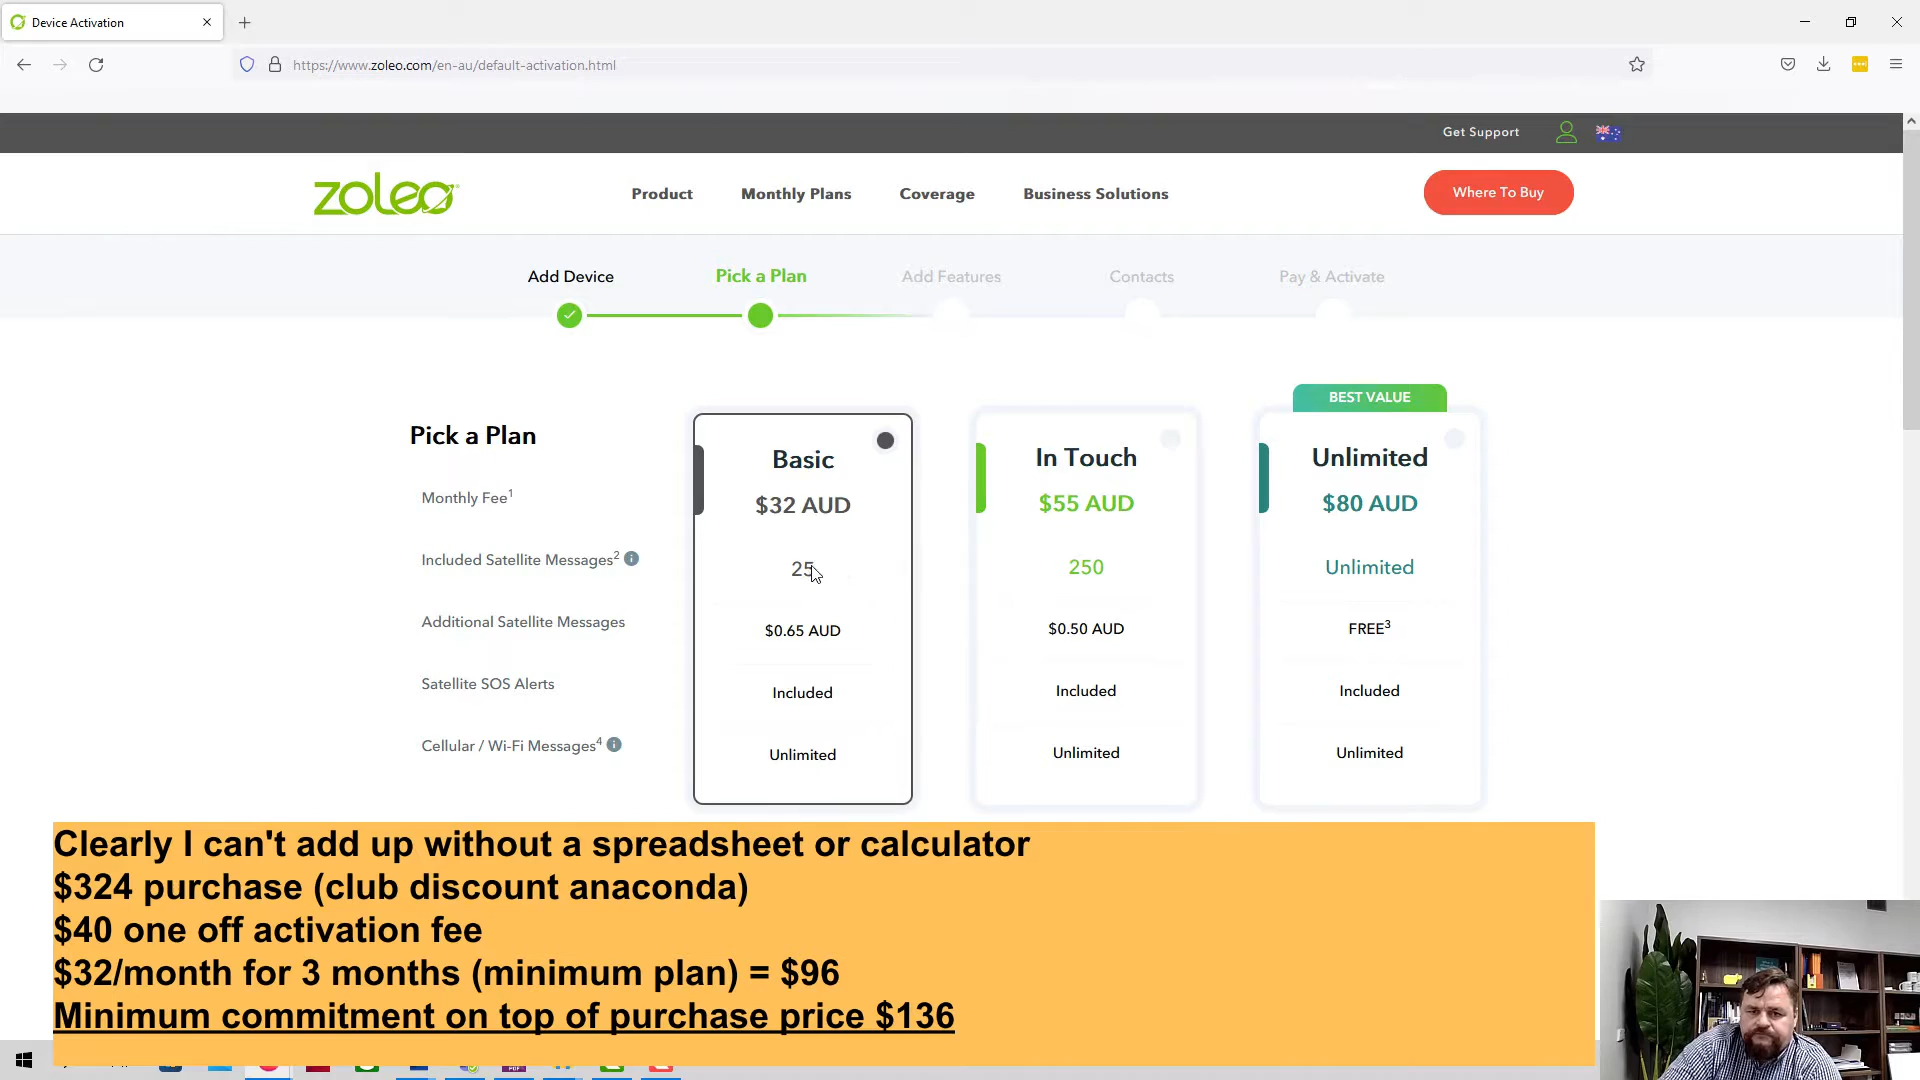 Device Activation
https://www.zoleo.com/en-au/default-activation.html
Get Support
zoleo
Product Monthly Plans Coverage Business Solutions
Where To Buy
Add Device Pick a Plan Add Features Contacts Pay & Activate
BEST VALUE
Pick a Plan Basic In Touch Unlimited
Monthly Fee1 $32 AUD $55 AUD $80 AUD
Included Satellite Messages2 25 250 Unlimited
Additional Satellite Messages $0.65 AUD $0.50 AUD FREE3
Satellite SOS Alerts Included Included Included
Cellular / Wi-Fi Messages4 Unlimited Unlimited Unlimited
Clearly I can't add up without a spreadsheet or calculator
$324 purchase (club discount anaconda)
$40 one off activation fee
$32/month for 3 months (minimum plan) = $96
Minimum commitment on top of purchase price $136